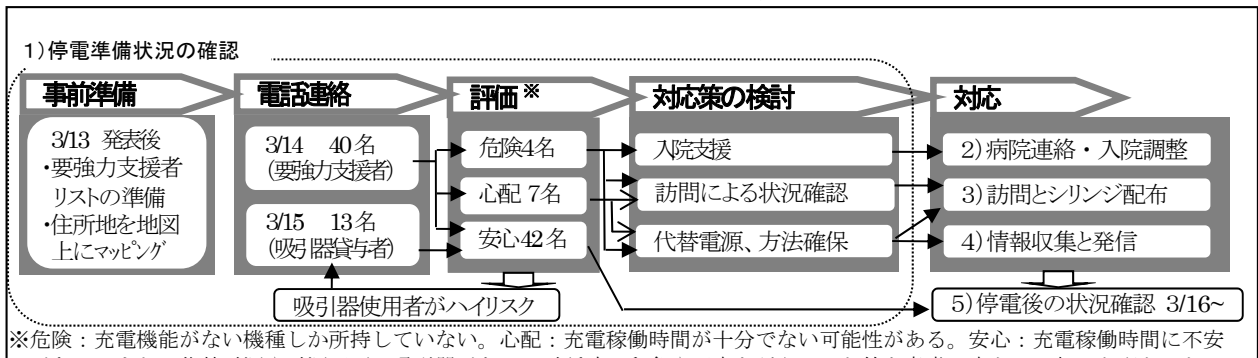 1)停電準備状況の確認
事前準備
電話連絡
評価※
対応策の検討
対応
3/13 発表後
・要強力支援者
リストの準備
・住所地を地図
上にマッピング
3/14 40名
(要強力支援者)
3/15 13名
(吸引器貸与者)
危険4名
心配 7名
安心42名
入院支援
訪問による状況確認
代替電源、方法確保
2)病院連絡・入院調整
3)訪問とシリンジ配布
4)情報収集と発信
吸引器使用者がハイリスク
5)停電後の状況確認 3/16~
※危険：充電機能がない機種しか所持していない。心配：充電稼働時間が十分でない可能性がある。安心：充電稼働時間に不安